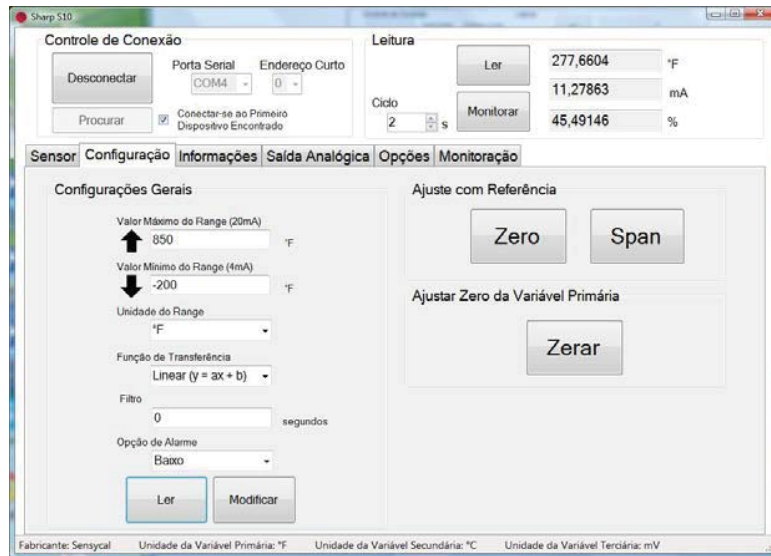 Sharp S10
Controle de Conexão
Desconectar
Porta Serial
COM4
Endereço Curto
0
Procurar
Conectar-se ao Primeiro
Dispositivo Encontrado
Leitura
Ciclo
2 s
Ler
Monitorar
277,6604 °F
11,27863 mA
45,49146 %
Sensor Configuração Informações Saída Analógica Opções Monitoração
Configurações Gerais
Valor Máximo do Range (20mA)
850 °F
Valor Mínimo do Range (4mA)
-200 °F
Unidade do Range
°F
Função de Transferência
Linear (y = ax + b)
Filtro
0 segundos
Opção de Alarme
Baixo
Ler Modificar
Ajuste com Referência
Zero Span
Ajustar Zero da Variável Primária
Zerar
Fabricante: Sensycal Unidade da Variável Primária: °F Unidade da Variável Secundária: °C Unidade da Variável Terciária: mV